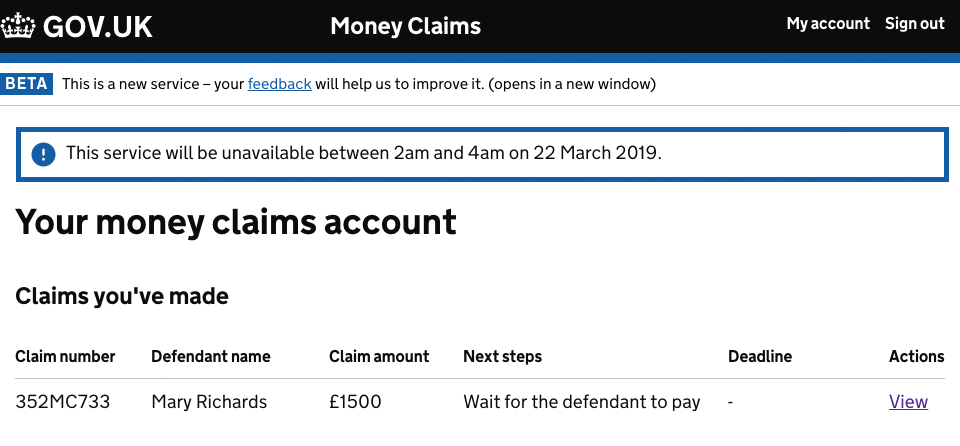 GOV.UK Money Claims My account Sign out
BETA This is a new service – your feedback will help us to improve it. (opens in a new window)
This service will be unavailable between 2am and 4am on 22 March 2019.
Your money claims account
Claims you've made
Claim number Defendant name Claim amount Next steps Deadline Actions
352MC733 Mary Richards £1500 Wait for the defendant to pay - View